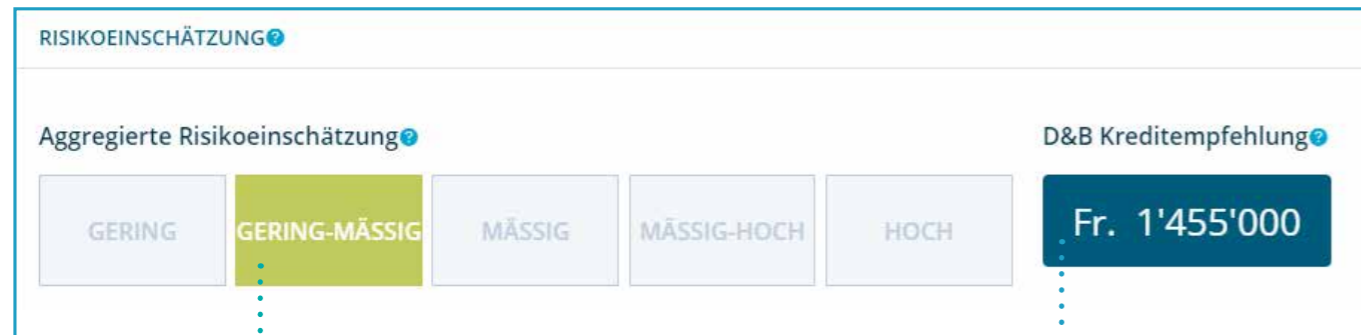 RISIKOEINSCHÄTZUNG?
Aggregierte Risikoeinschätzung?
D&B Kreditempfehlung?
GERING
GERING-MÄSSIG
MÄSSIG
MÄSSIG-HOCH
HOCH
Fr. 1'455'000